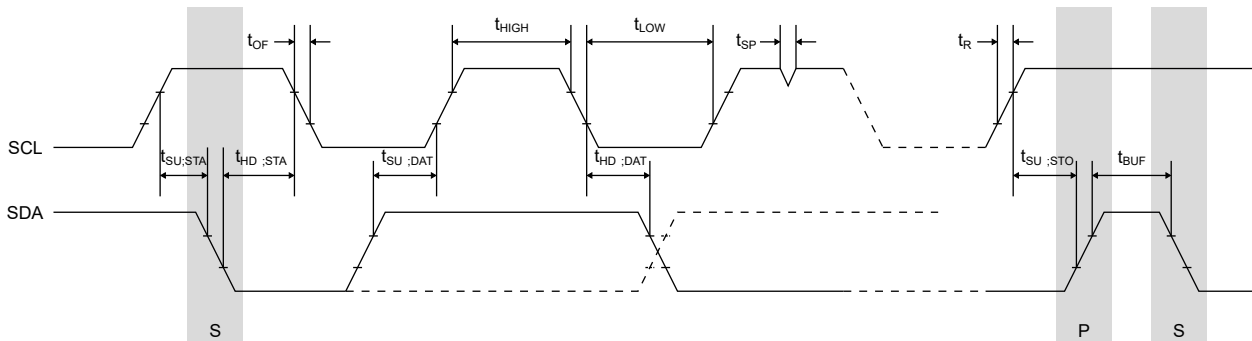 tOF
tHIGH
tLOW
tSP
tR
SCL
tSU;STA
tHD ;STA
tSU ;DAT
tHD ;DAT
tSU ;STO
tBUF
SDA
S
P
S